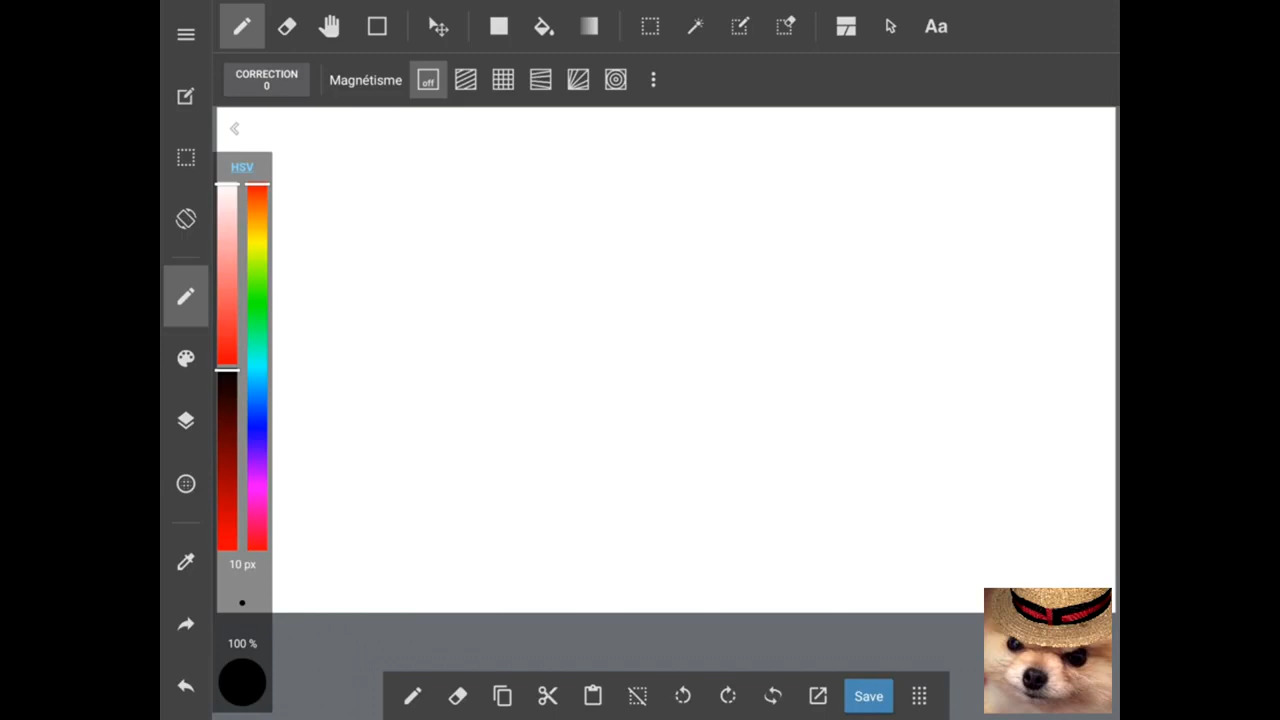 Aa
CORRECTION
0
Magnétisme
off
HSV
10 px
100 %
Save